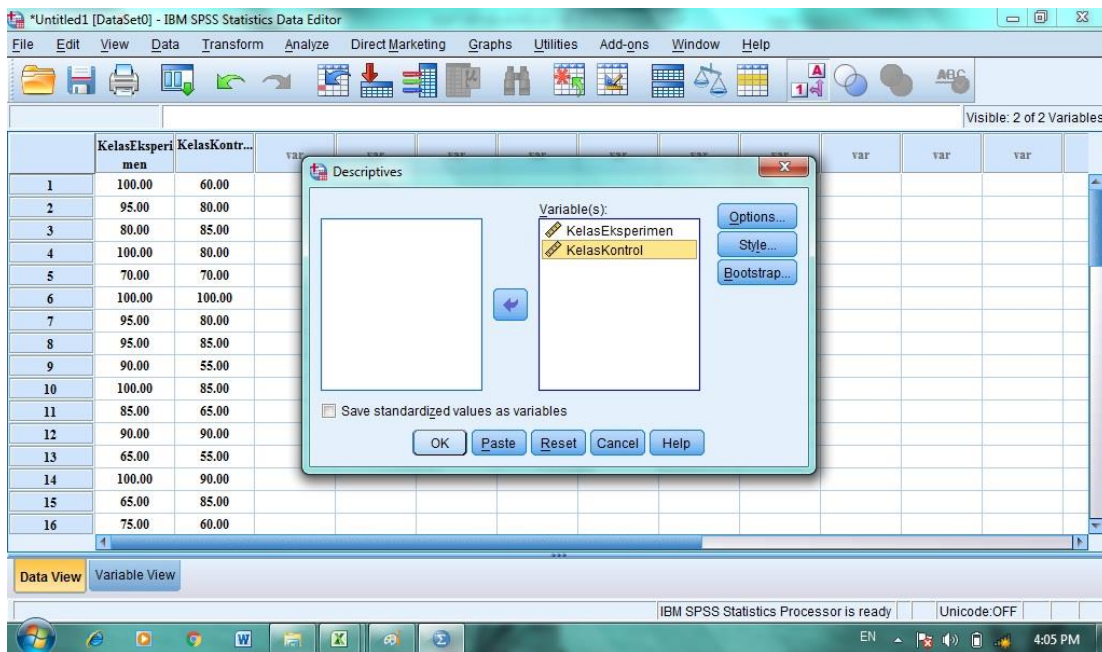 *Untitled1 [DataSet0] - IBM SPSS Statistics Data Editor
File Edit View Data Transform Analyze Direct Marketing Graphs Utilities Add-ons Window Help
Visible: 2 of 2 Variables
KelasEksperimen KelasKontr... var var var var var var var var var var
1 100.00 60.00
2 95.00 80.00
3 80.00 85.00
4 100.00 80.00
5 70.00 70.00
6 100.00 100.00
7 95.00 80.00
8 95.00 85.00
9 90.00 55.00
10 100.00 85.00
11 85.00 65.00
12 90.00 90.00
13 65.00 55.00
14 100.00 90.00
15 65.00 85.00
16 75.00 60.00
Descriptives
Variable(s):
KelasEksperimen
KelasKontrol
Options...
Style...
Bootstrap...
Save standardized values as variables
OK Paste Reset Cancel Help
Data View Variable View
IBM SPSS Statistics Processor is ready Unicode:OFF
EN 4:05 PM